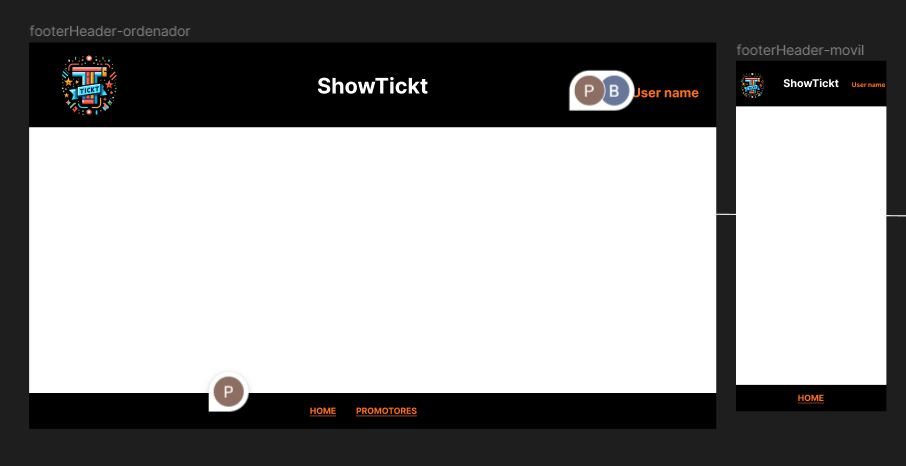 footerHeader-ordenador
TICKT
ShowTickt
P B
User name
P
HOME PROMOTORES
footerHeader-movil
ShowTickt
User name
HOME